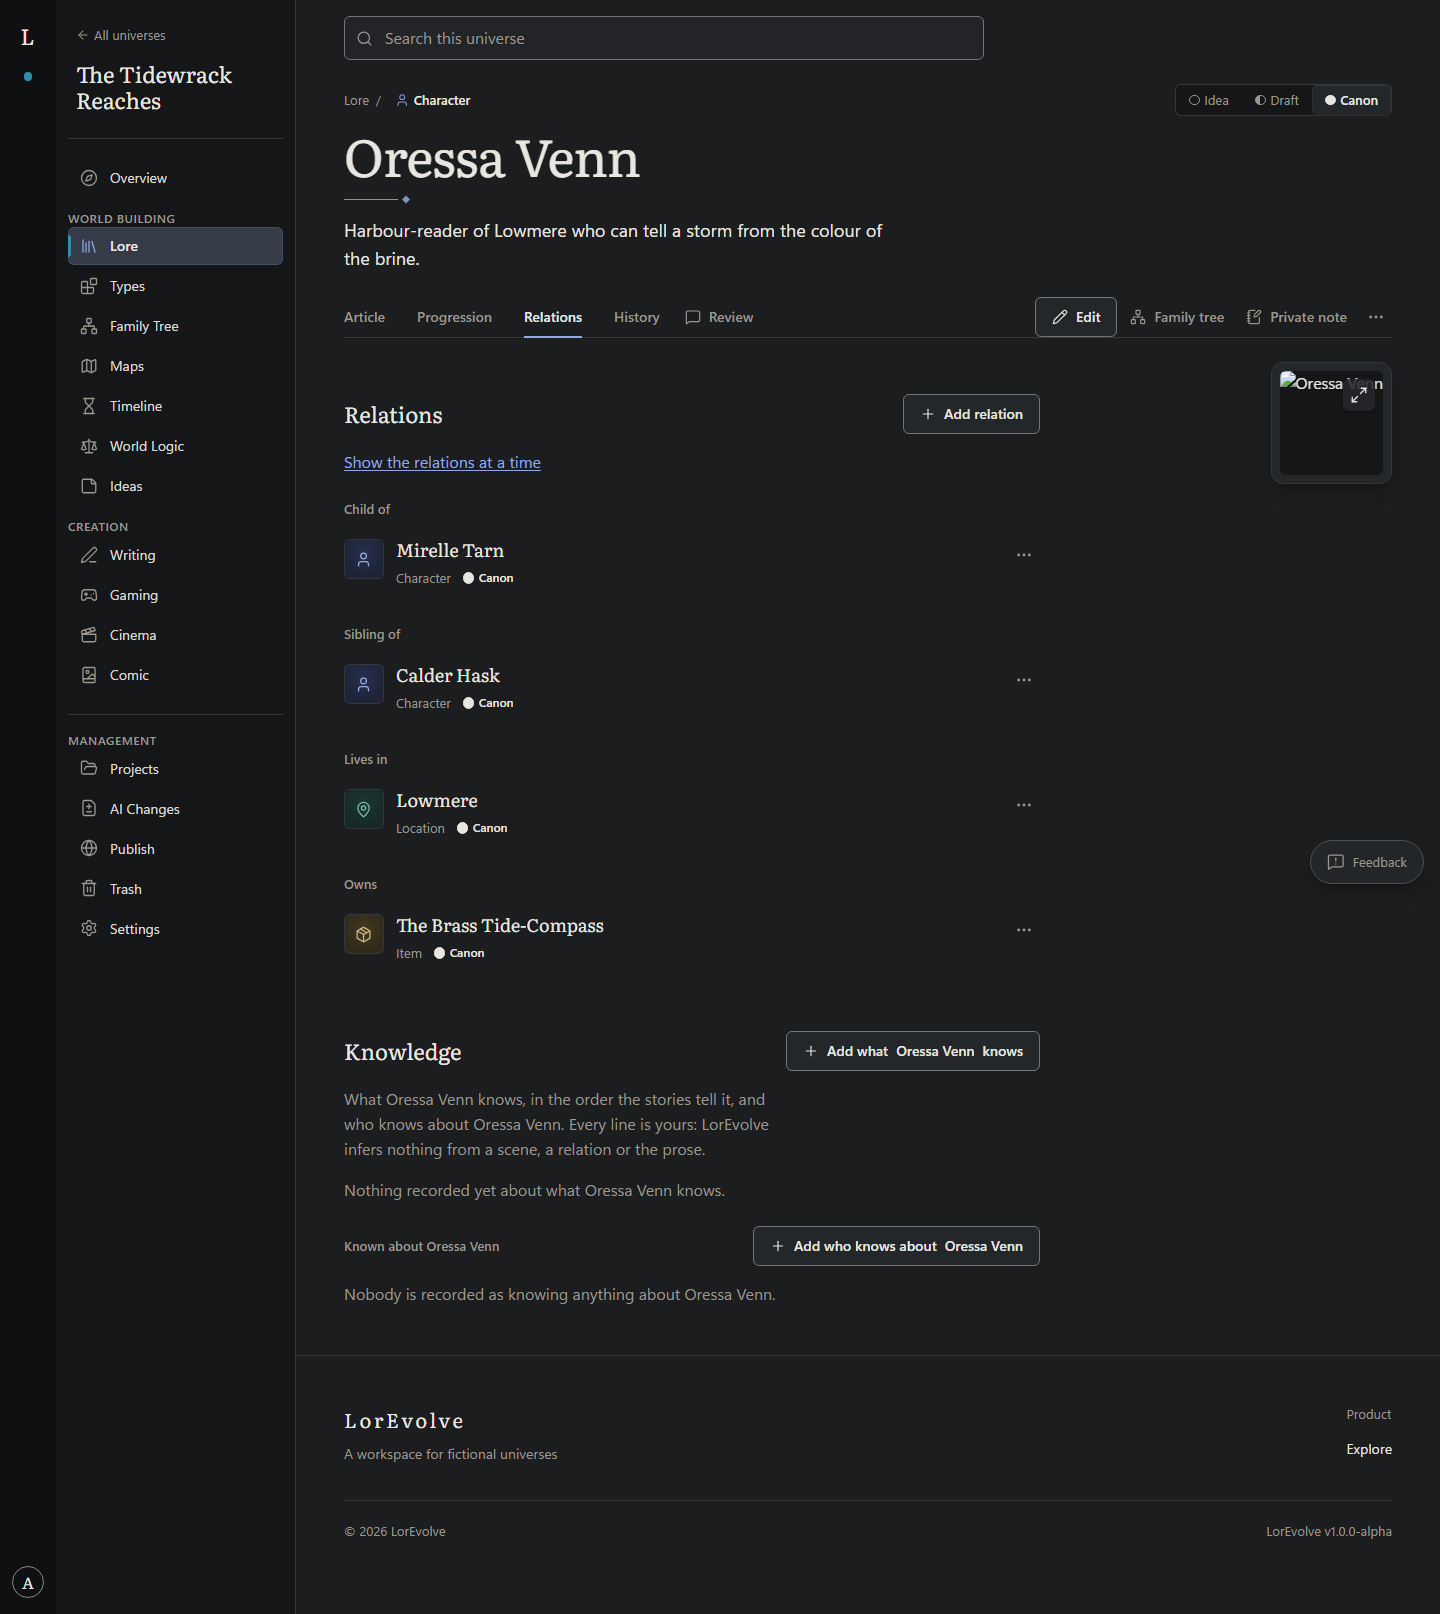 L
All universes
The Tidewrack
Reaches
Overview
WORLD BUILDING
Lore
Types
Family Tree
Maps
Timeline
World Logic
Ideas
CREATION
Writing
Gaming
Cinema
Comic
MANAGEMENT
Projects
AI Changes
Publish
Trash
Settings
A
Search this universe
Lore / Character
Idea Draft Canon
Oressa Venn
Harbour-reader of Lowmere who can tell a storm from the colour of
the brine.
Article Progression Relations History Review Edit Family tree Private note
Oressa Venn
Relations
Add relation
Show the relations at a time
Child of
Mirelle Tarn
Character Canon
Sibling of
Calder Hask
Character Canon
Lives in
Lowmere
Location Canon
Owns
The Brass Tide-Compass
Item Canon
Feedback
Knowledge
Add what Oressa Venn knows
What Oressa Venn knows, in the order the stories tell it, and
who knows about Oressa Venn. Every line is yours: LorEvolve
infers nothing from a scene, a relation or the prose.
Nothing recorded yet about what Oressa Venn knows.
Known about Oressa Venn
Add who knows about Oressa Venn
Nobody is recorded as knowing anything about Oressa Venn.
LorEvolve
A workspace for fictional universes
Product
Explore
© 2026 LorEvolve
LorEvolve v1.0.0-alpha